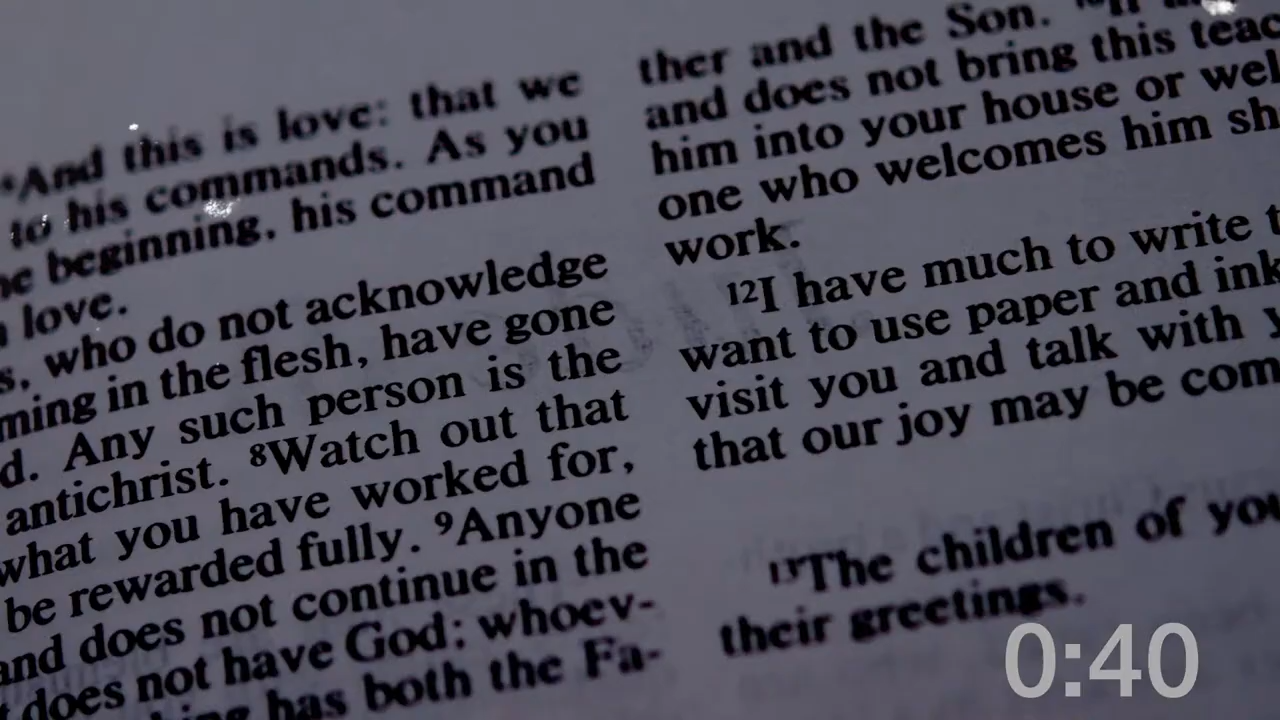 ⁶And this is love: that we
to his commands. As you
he beginning, his command
love.
s, who do not acknowledge
ming in the flesh, have gone
d. Any such person is the
antichrist. ⁸Watch out that
what you have worked for,
be rewarded fully. ⁹Anyone
and does not continue in the
does not have God; whoev-
has both the Fa-
ther and the Son.
and does not bring this teac
him into your house or wel
one who welcomes him sh
work.
¹²I have much to write t
want to use paper and ink
visit you and talk with y
that our joy may be com
¹³The children of you
their greetings.
0:40